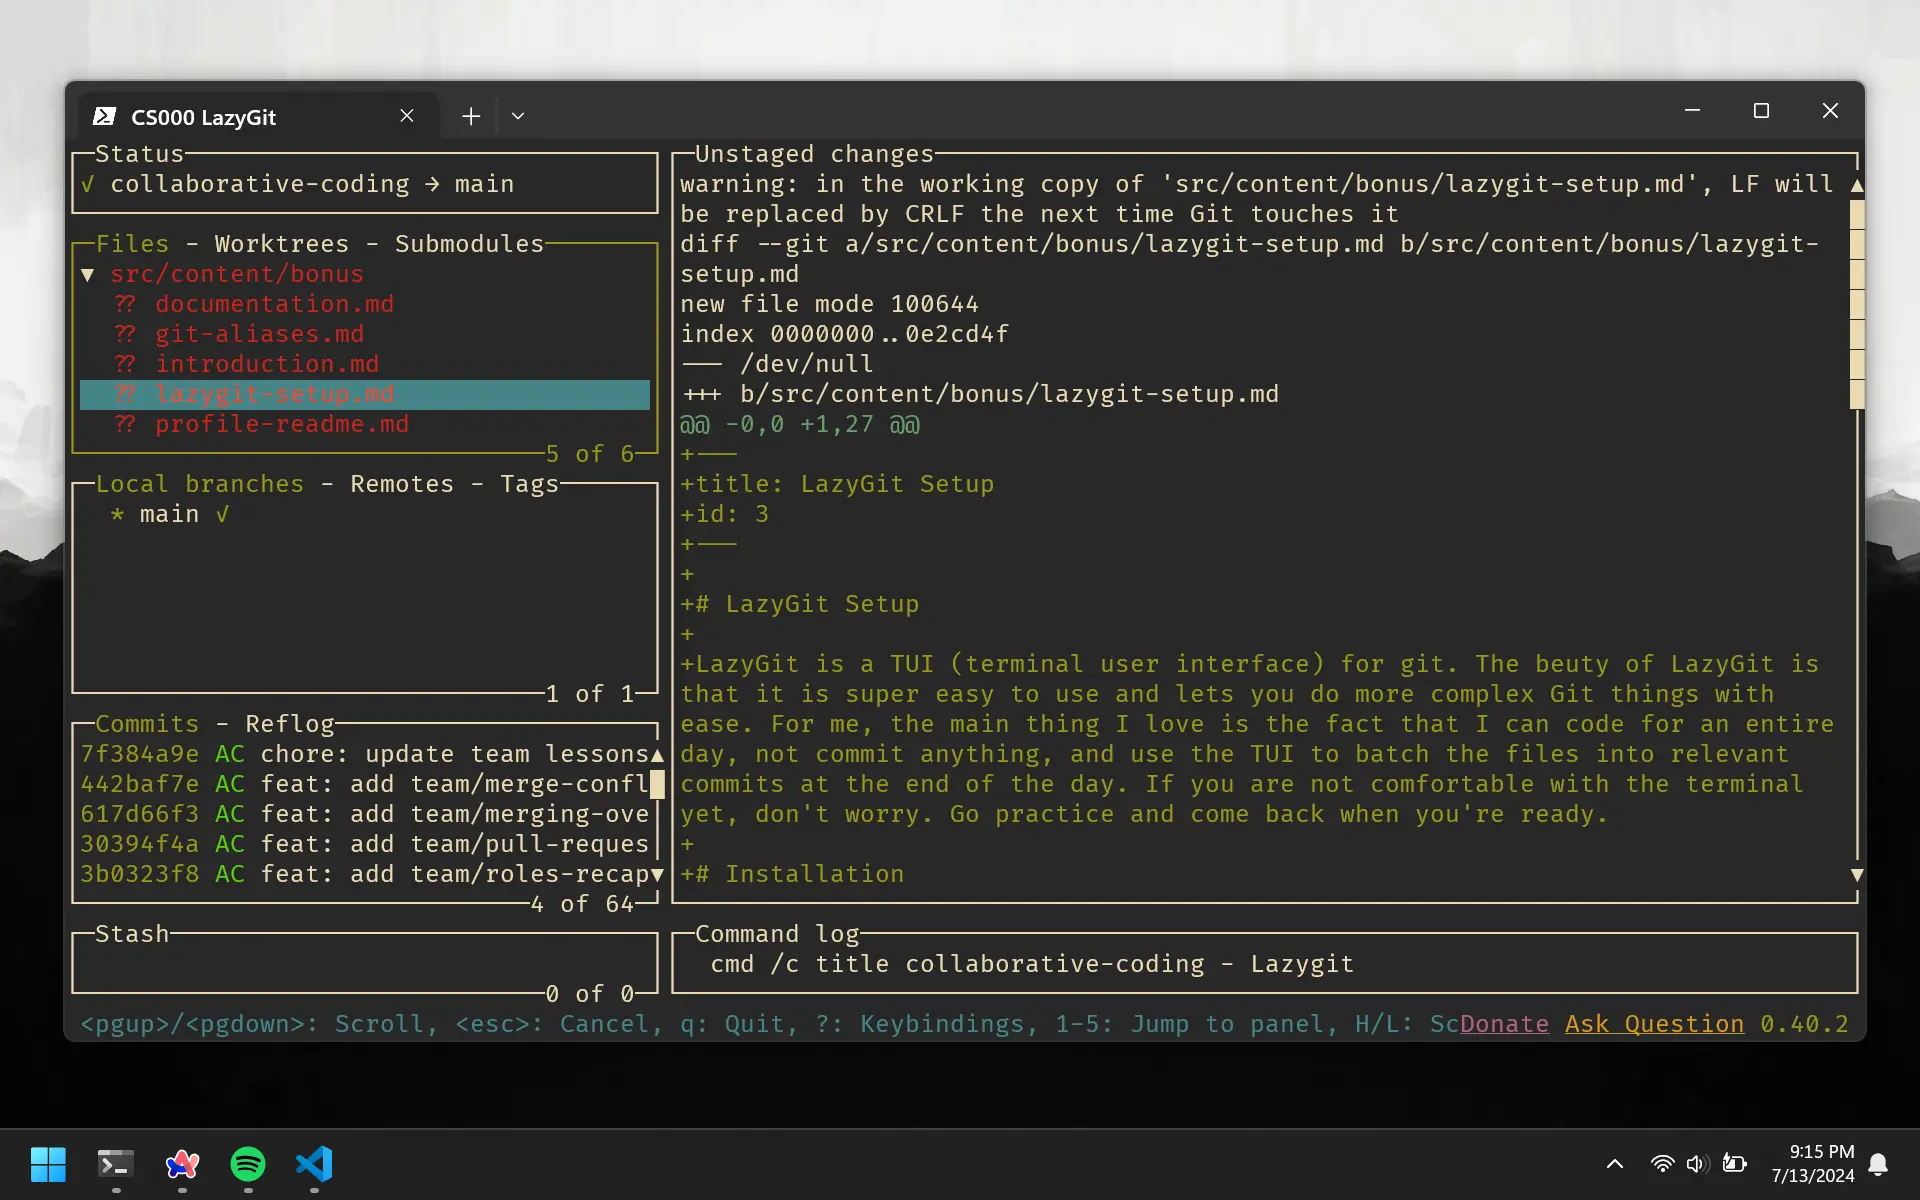 CS000 LazyGit
Status
√ collaborative-coding → main
Files - Worktrees - Submodules
▼ src/content/bonus
?? documentation.md
?? git-aliases.md
?? introduction.md
?? lazygit-setup.md
?? profile-readme.md
5 of 6
Local branches - Remotes - Tags
* main √
1 of 1
Commits - Reflog
7f384a9e AC chore: update team lessons
442baf7e AC feat: add team/merge-confl
617d66f3 AC feat: add team/merging-ove
30394f4a AC feat: add team/pull-reques
3b0323f8 AC feat: add team/roles-recap
4 of 64
Stash
0 of 0
Unstaged changes
warning: in the working copy of 'src/content/bonus/lazygit-setup.md', LF will
be replaced by CRLF the next time Git touches it
diff --git a/src/content/bonus/lazygit-setup.md b/src/content/bonus/lazygit-
setup.md
new file mode 100644
index 0000000..0e2cd4f
--- /dev/null
+++ b/src/content/bonus/lazygit-setup.md
@@ -0,0 +1,27 @@
+---
+title: LazyGit Setup
+id: 3
+---
+
+# LazyGit Setup
+
+LazyGit is a TUI (terminal user interface) for git. The beuty of LazyGit is
that it is super easy to use and lets you do more complex Git things with
ease. For me, the main thing I love is the fact that I can code for an entire
day, not commit anything, and use the TUI to batch the files into relevant
commits at the end of the day. If you are not comfortable with the terminal
yet, don't worry. Go practice and come back when you're ready.
+
+# Installation
Command log
cmd /c title collaborative-coding - Lazygit
<pgup>/<pgdown>: Scroll, <esc>: Cancel, q: Quit, ?: Keybindings, 1-5: Jump to panel, H/L: ScDonate Ask Question 0.40.2
9:15 PM
7/13/2024